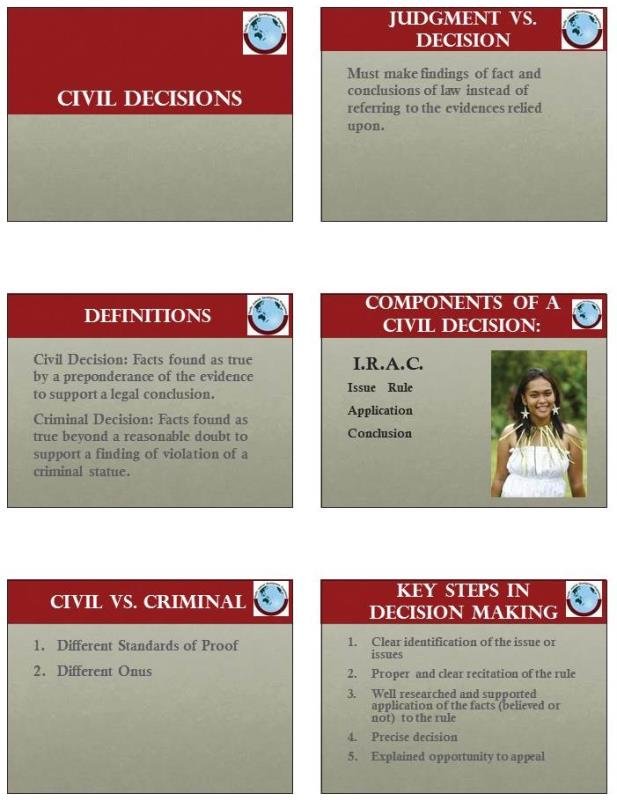 CIVIL DECISIONS
JUDGMENT VS.
DECISION
Must make findings of fact and
conclusions of law instead of
referring to the evidences relied
upon.
DEFINITIONS
Civil Decision: Facts found as true
by a preponderance of the evidence
to support a legal conclusion.
Criminal Decision: Facts found as
true beyond a reasonable doubt to
support a finding of violation of a
criminal statue.
COMPONENTS OF A
CIVIL DECISION:
I.R.A.C.
Issue Rule
Application
Conclusion
CIVIL VS. CRIMINAL
1. Different Standards of Proof
2. Different Onus
KEY STEPS IN
DECISION MAKING
1. Clear identification of the issue or
issues
2. Proper and clear recitation of the rule
3. Well researched and supported
application of the facts (believed or
not) to the rule
4. Precise decision
5. Explained opportunity to appeal